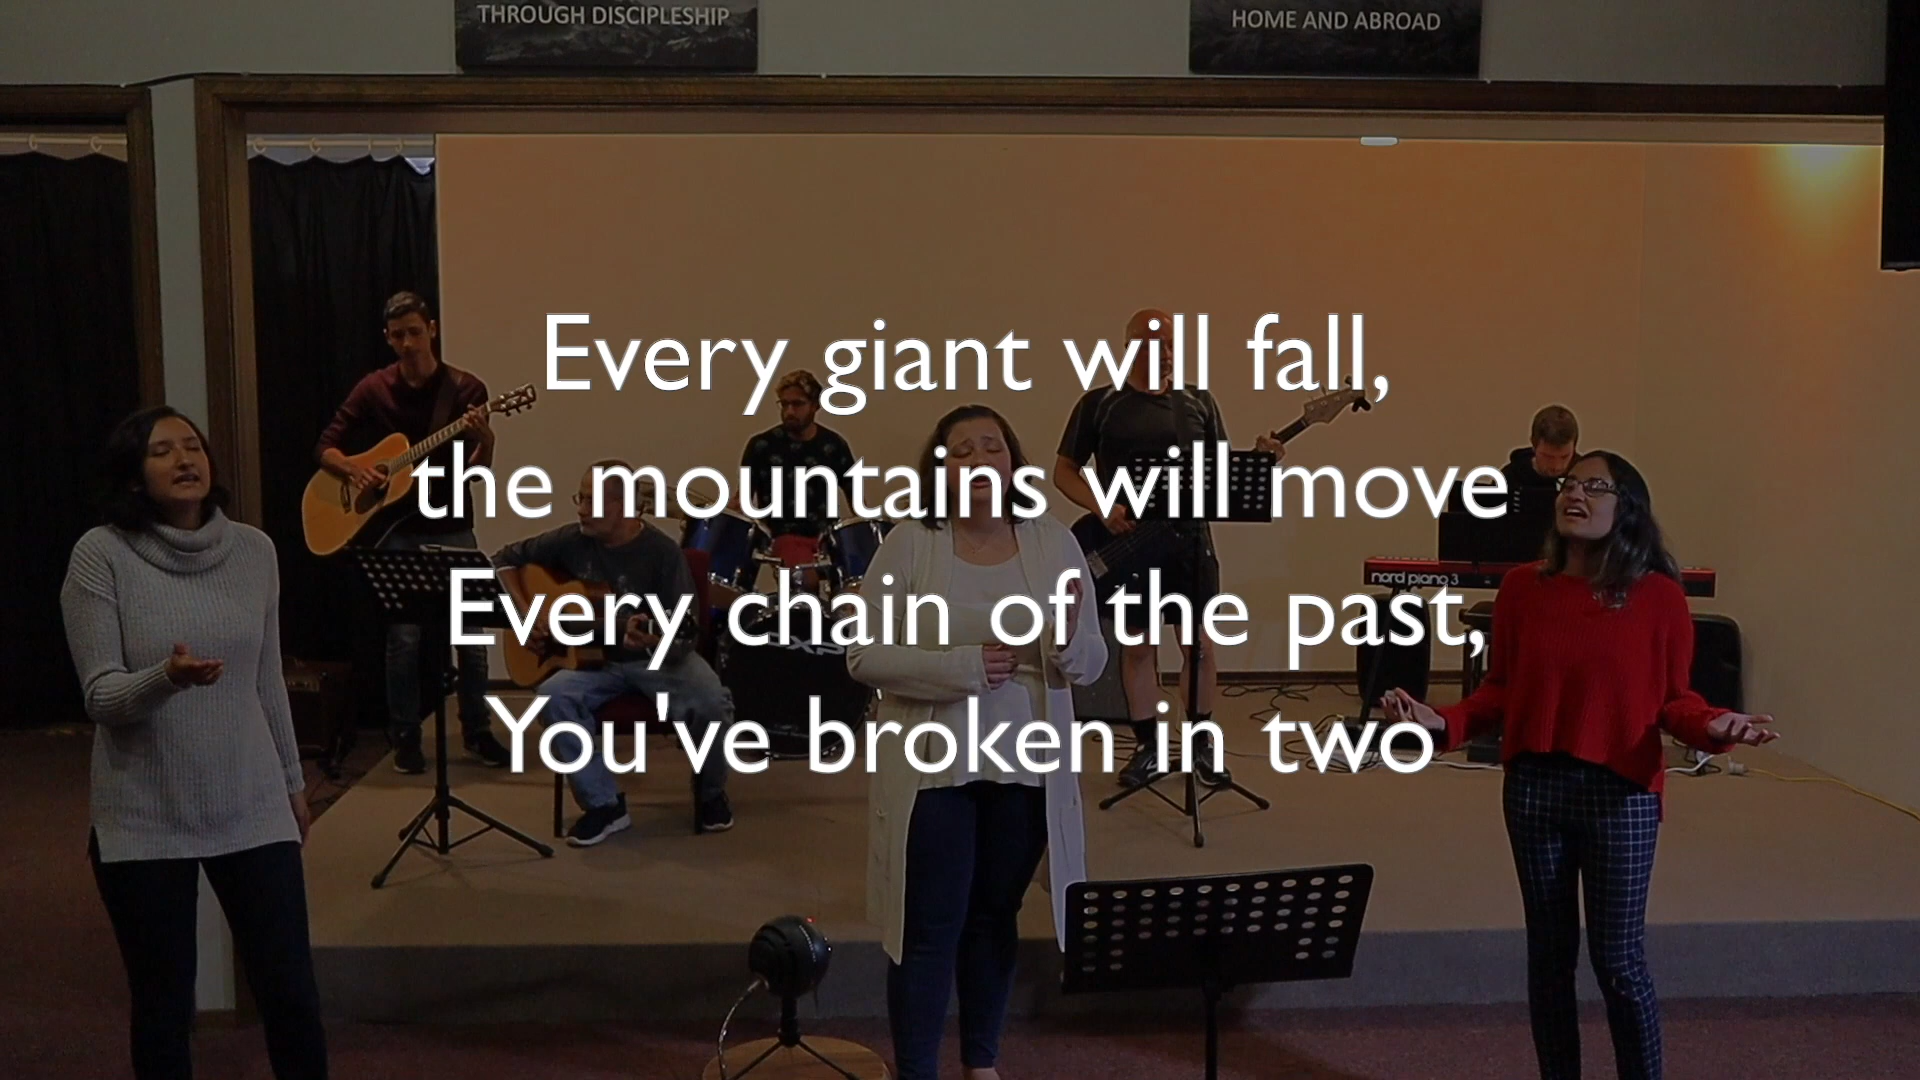 THROUGH DISCIPLESHIP
HOME AND ABROAD
Every giant will fall,
the mountains will move
Every chain of the past,
You've broken in two
nord piano 3